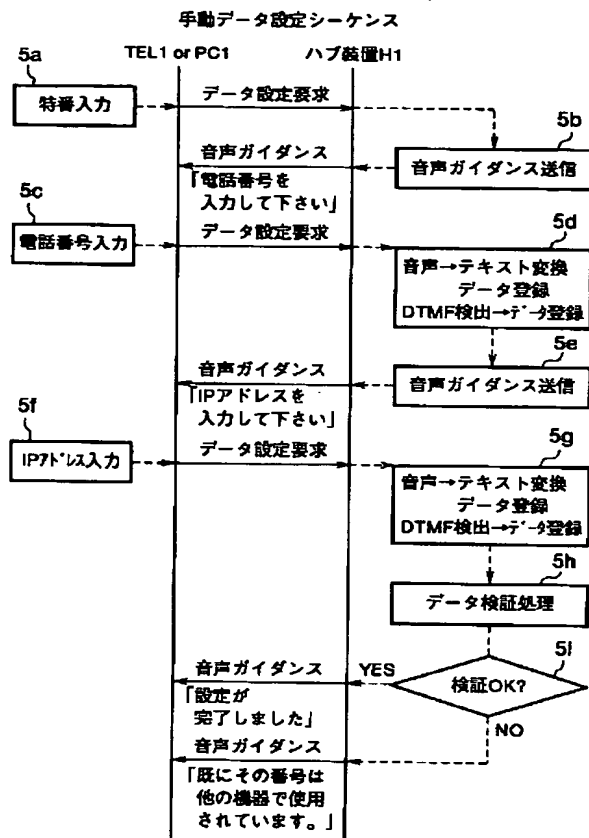 手動データ設定シーケンス
TEL1 or PC1
ハブ装置H1
5a
特番入力
データ設定要求
5b
音声ガイダンス
音声ガイダンス送信
「電話番号を
入力して下さい」
5c
電話番号入力
データ設定要求
5d
音声→テキスト変換
データ登録
DTMF検出→データ登録
5e
音声ガイダンス
音声ガイダンス送信
「IPアドレスを
入力して下さい」
5f
IPアドレス入力
データ設定要求
5g
音声→テキスト変換
データ登録
DTMF検出→データ登録
5h
データ検証処理
5i
音声ガイダンス
YES
検証OK?
「設定が
完了しました」
NO
音声ガイダンス
「既にその番号は
他の機器で使用
されています。」